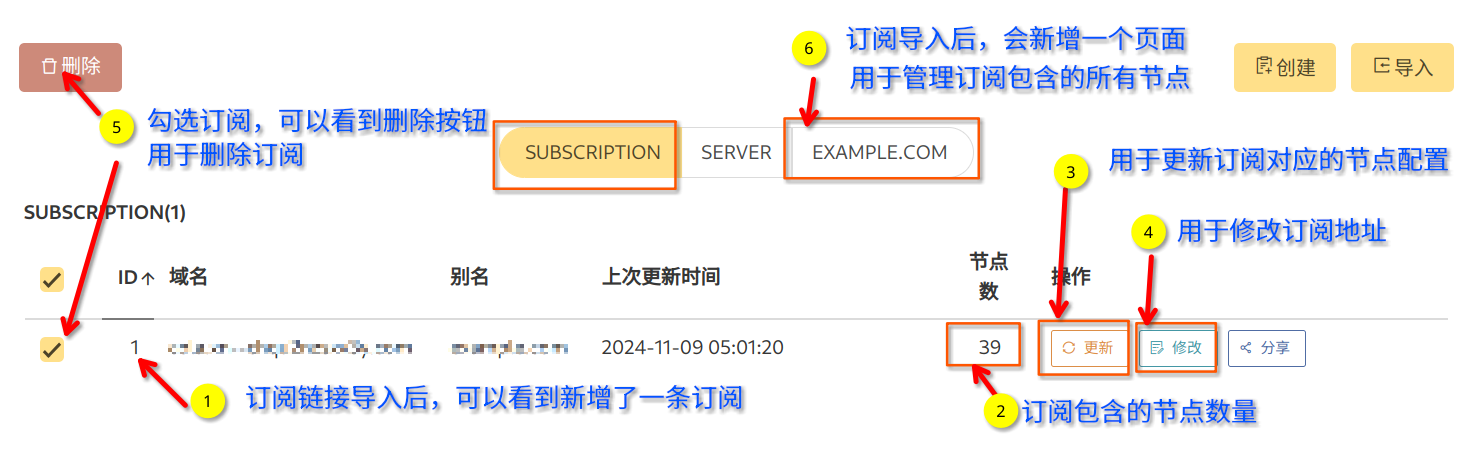 删除
6
订阅导入后，会新增一个页面
用于管理订阅包含的所有节点
创建
导入
5
勾选订阅，可以看到删除按钮
用于删除订阅
SUBSCRIPTION
SERVER
EXAMPLE.COM
3
用于更新订阅对应的节点配置
SUBSCRIPTION(1)
4
用于修改订阅地址
ID↑
域名
别名
上次更新时间
节点
数
操作
1
2024-11-09 05:01:20
39
更新
修改
分享
1
订阅链接导入后，可以看到新增了一条订阅
2
订阅包含的节点数量